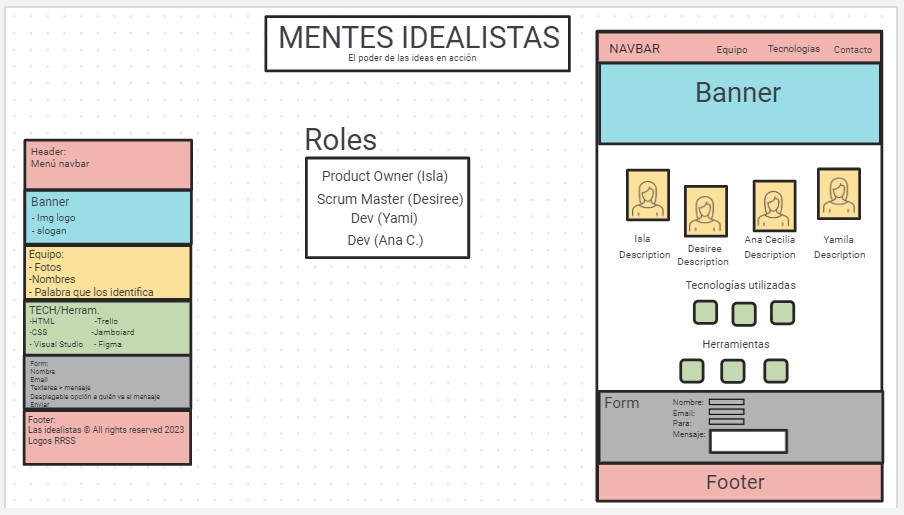 MENTES IDEALISTAS
El poder de las ideas en acción
Header:
Menú navbar
Banner
- Img logo
- slogan
Equipo:
- Fotos
-Nombres
- Palabra que los identifica
TECH/Herram.
-HTML -Trello
-CSS -Jamboiard
- Visual Studio - Figma
Form:
Nombre
Email
Textarea > mensaje
Desplegable opción a quién va el mensaje
Enviar
Footer:
Las idealistas © All rights reserved 2023
Logos RRSS
Roles
Product Owner (Isla)
Scrum Master (Desiree)
Dev (Yami)
Dev (Ana C.)
NAVBAR Equipo Tecnologias Contacto
Banner
Isla
Description
Desiree
Description
Ana Cecilia
Description
Yamila
Description
Tecnologías utilizadas
Herramientas
Form
Nombre:
Email:
Para:
Mensaje:
Footer